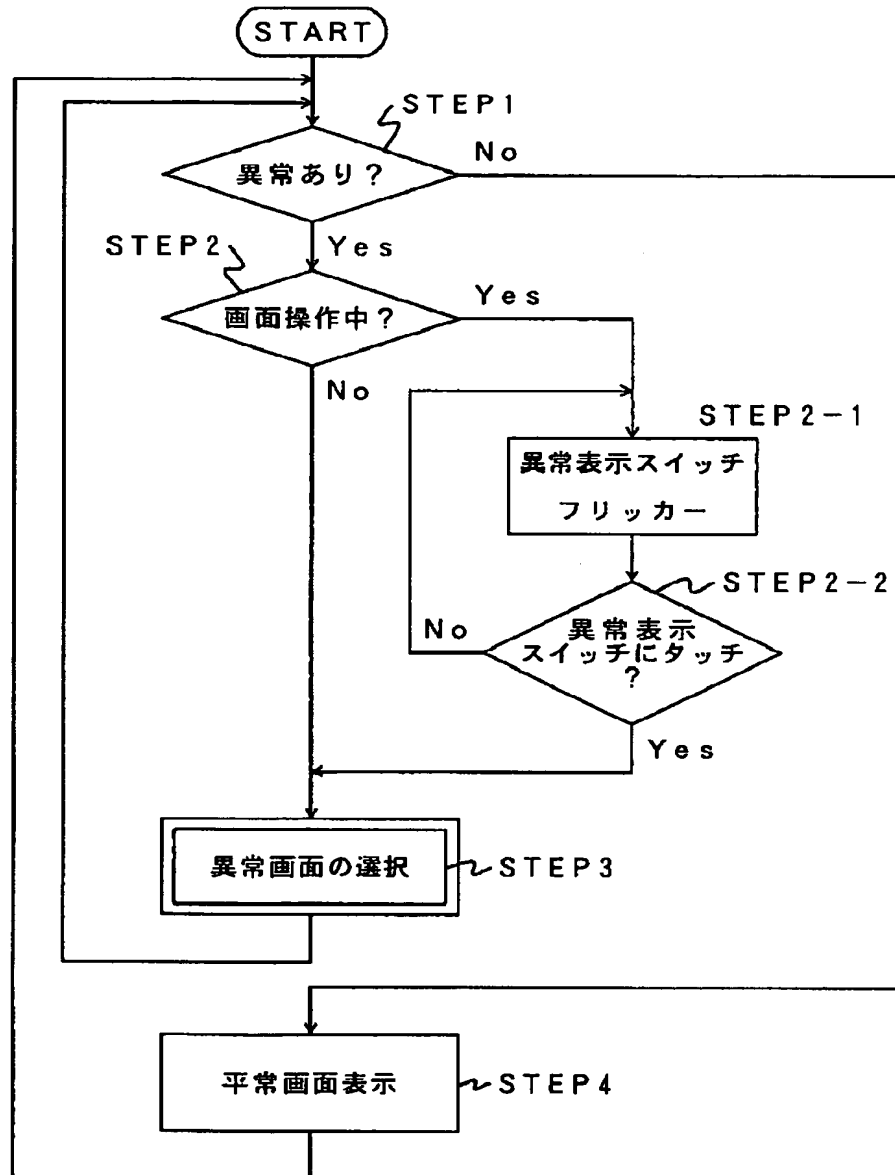 START
STEP1
異常あり?
No
Yes
STEP2
画面操作中?
Yes
No
STEP2-1
異常表示スイッチ
フリッカー
STEP2-2
異常表示
スイッチにタッチ
?
No
Yes
異常画面の選択
STEP3
平常画面表示
STEP4